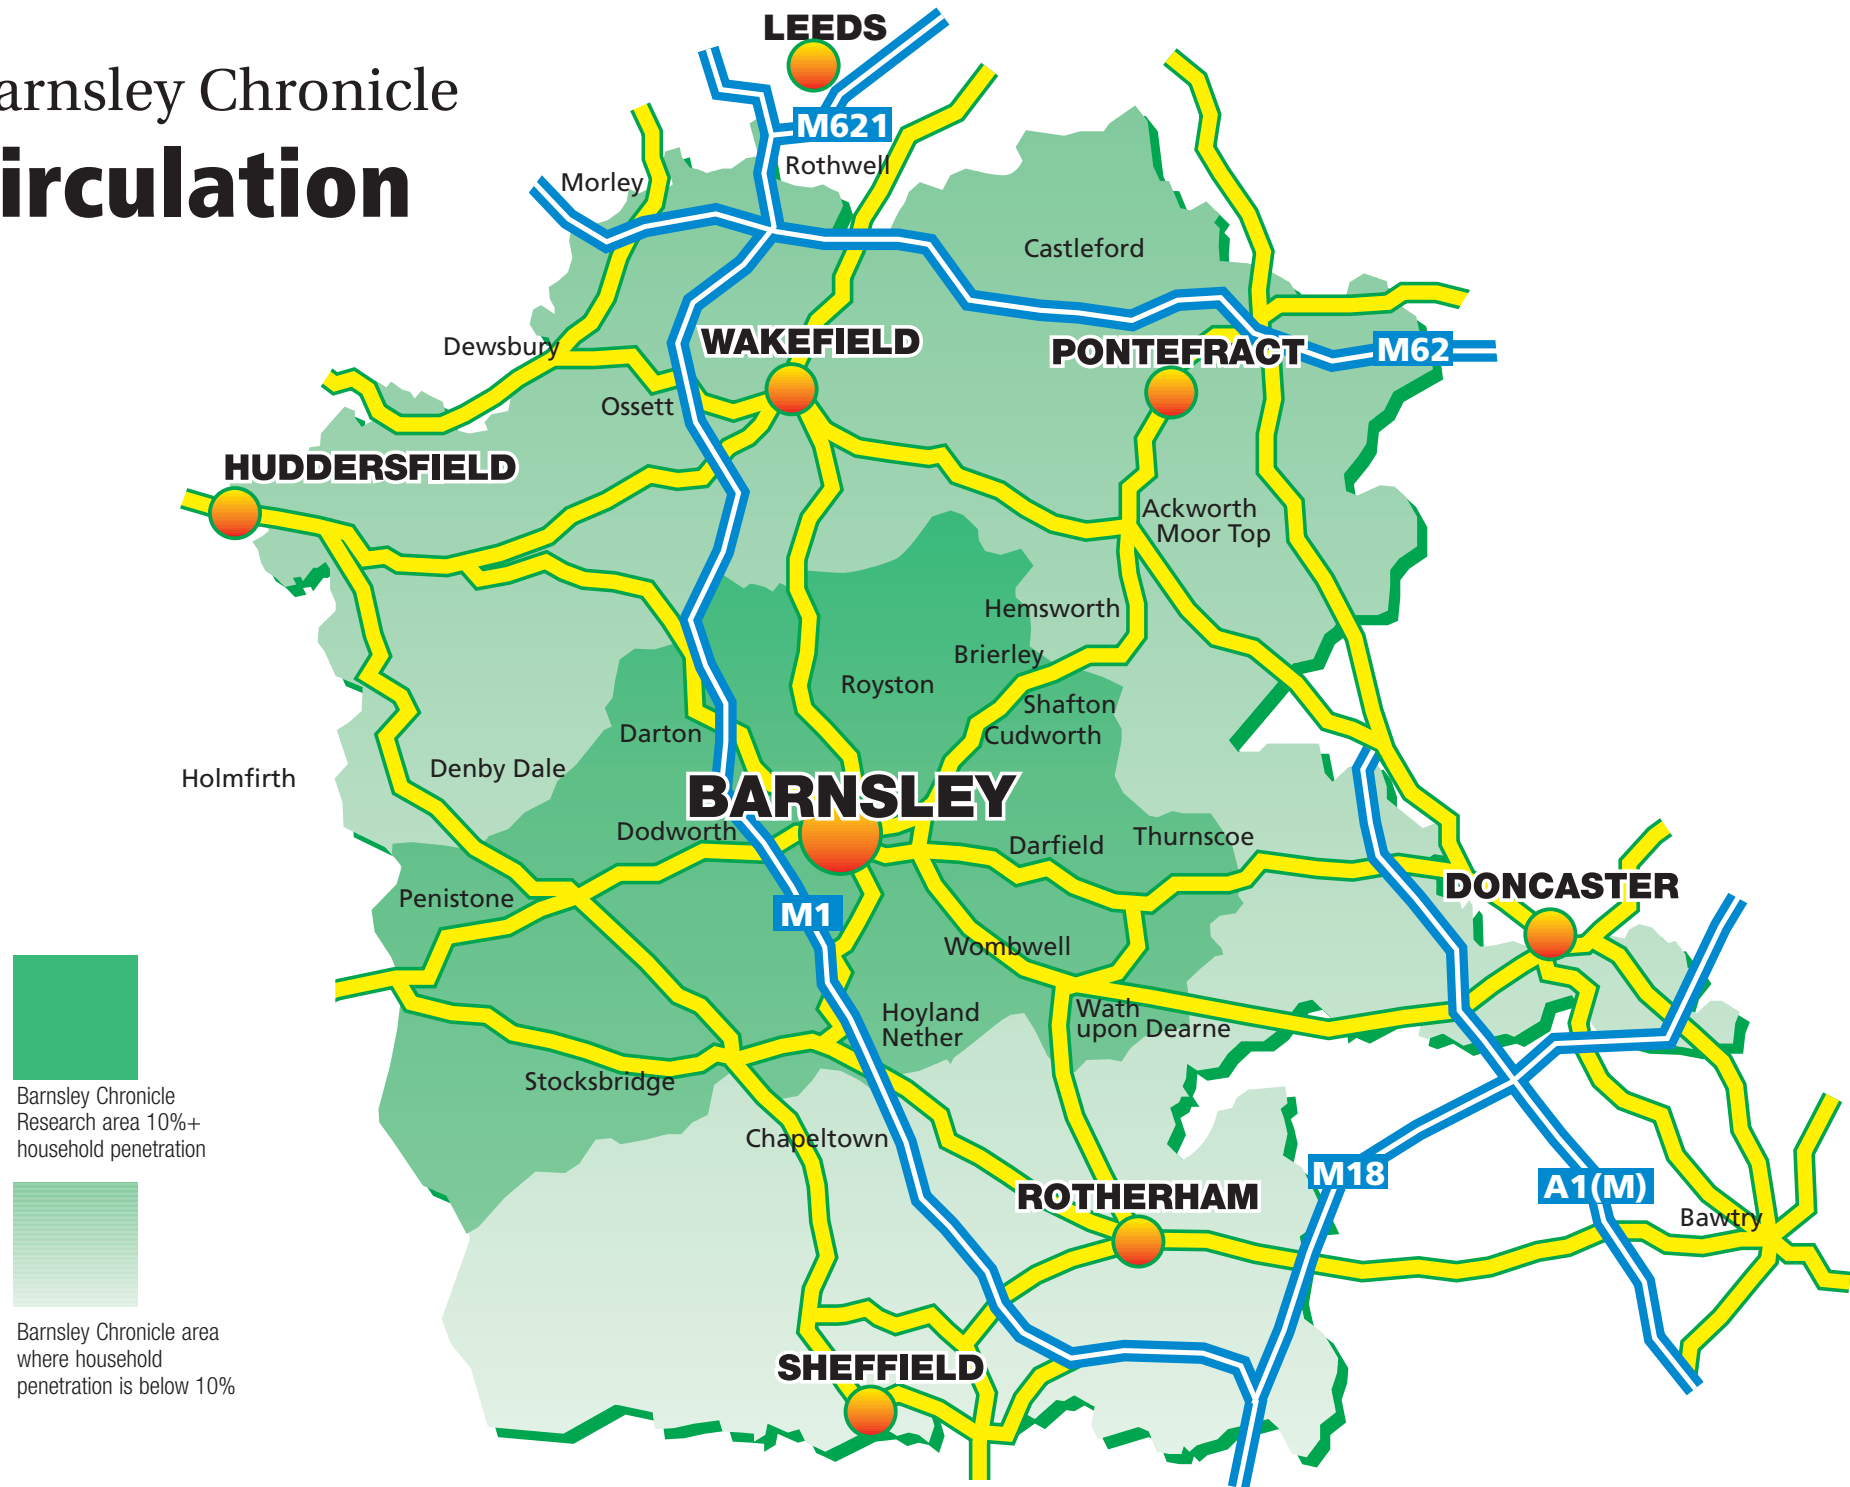 arnsley Chronicle
irculation
LEEDS
M621
Rothwell
Morley
Castleford
Dewsbury
WAKEFIELD
PONTEFRACT
M62
Ossett
HUDDERSFIELD
Ackworth
Moor Top
Hemsworth
Brierley
Royston
Shafton
Darton
Cudworth
Denby Dale
Holmfirth
BARNSLEY
Dodworth
Darfield
Thurnscoe
DONCASTER
Penistone
M1
Wombwell
Hoyland
Nether
Wath
upon Dearne
Stocksbridge
Chapeltown
M18
A1(M)
ROTHERHAM
Bawtry
SHEFFIELD
Barnsley Chronicle
Research area 10%+
household penetration
Barnsley Chronicle area
where household
penetration is below 10%